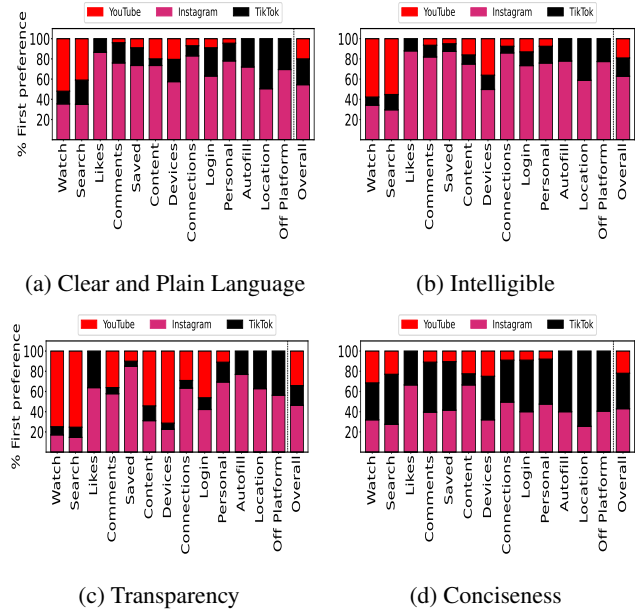 YouTube Instagram TikTok
% First preference
100
80
60
40
20
Watch
Search
Likes
Comments
Saved
Content
Devices
Connections
Login
Personal
Autofill
Location
Off Platform
Overall
(a) Clear and Plain Language
YouTube Instagram TikTok
100
80
60
40
20
Watch
Search
Likes
Comments
Saved
Content
Devices
Connections
Login
Personal
Autofill
Location
Off Platform
Overall
(b) Intelligible
YouTube Instagram TikTok
% First preference
100
80
60
40
20
Watch
Search
Likes
Comments
Saved
Content
Devices
Connections
Login
Personal
Autofill
Location
Off Platform
Overall
(c) Transparency
YouTube Instagram TikTok
100
80
60
40
20
Watch
Search
Likes
Comments
Saved
Content
Devices
Connections
Login
Personal
Autofill
Location
Off Platform
Overall
(d) Conciseness